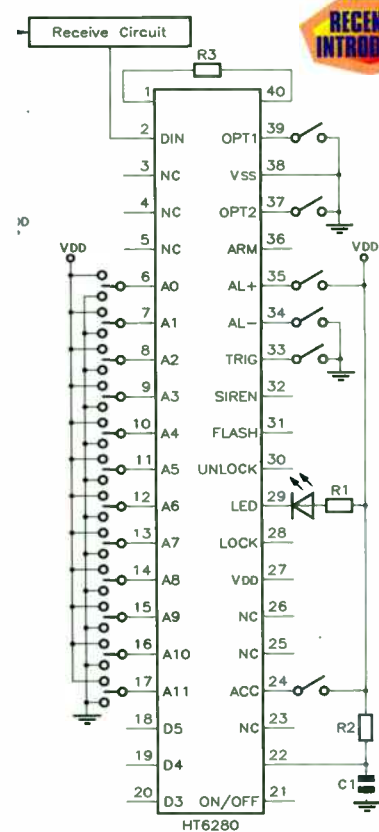 RECEN
INTROD
Receive Circuit
R3
1 40
2 DIN OPT1 39
3 NC VSS 38
4 NC OPT2 37
5 NC ARM 36
VDD
VDD
6 A0 AL+ 35
7 A1 AL- 34
8 A2 TRIG 33
9 A3 SIREN 32
10 A4 FLASH 31
11 A5 UNLOCK 30
12 A6 LED 29 R1
13 A7 LOCK 28
14 A8 VDD 27
15 A9 NC 26
16 A10 NC 25
17 A11 ACC 24
18 D5 NC 23
R2
19 D4 22
C1
20 D3 ON/OFF 21
HT6280